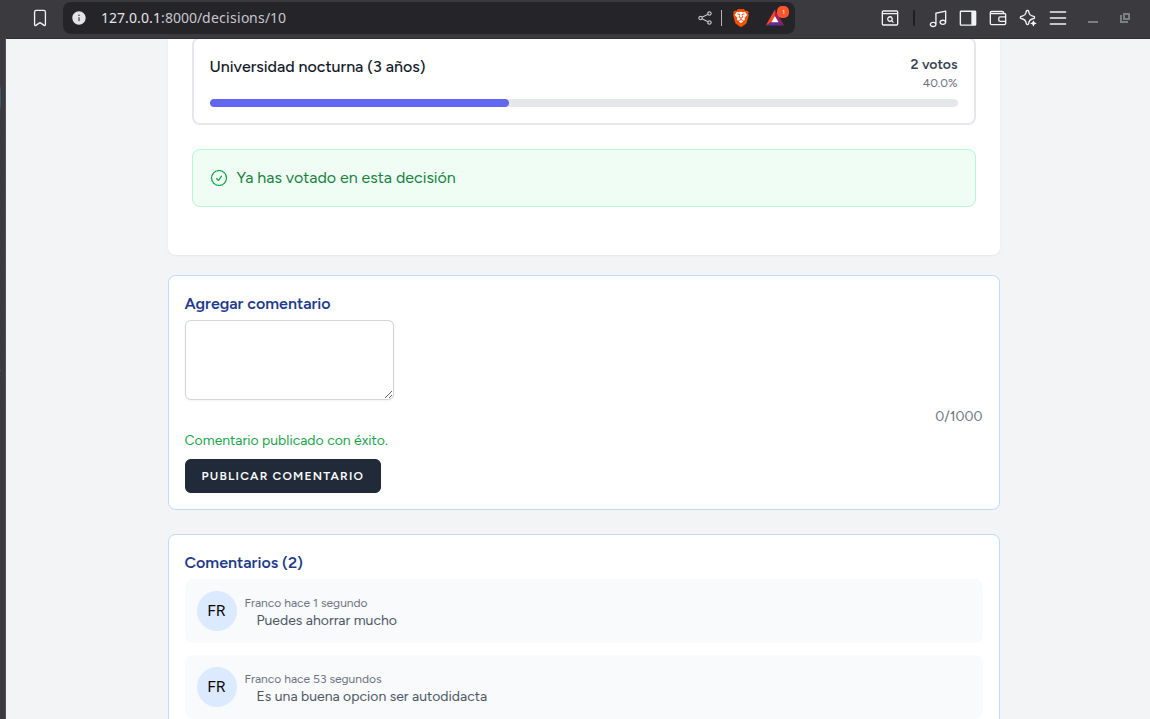 127.0.0.1:8000/decisions/10
1
Universidad nocturna (3 años)
2 votos
40.0%
Ya has votado en esta decisión
Agregar comentario
0/1000
Comentario publicado con éxito.
PUBLICAR COMENTARIO
Comentarios (2)
FR
Franco hace 1 segundo
Puedes ahorrar mucho
FR
Franco hace 53 segundos
Es una buena opcion ser autodidacta